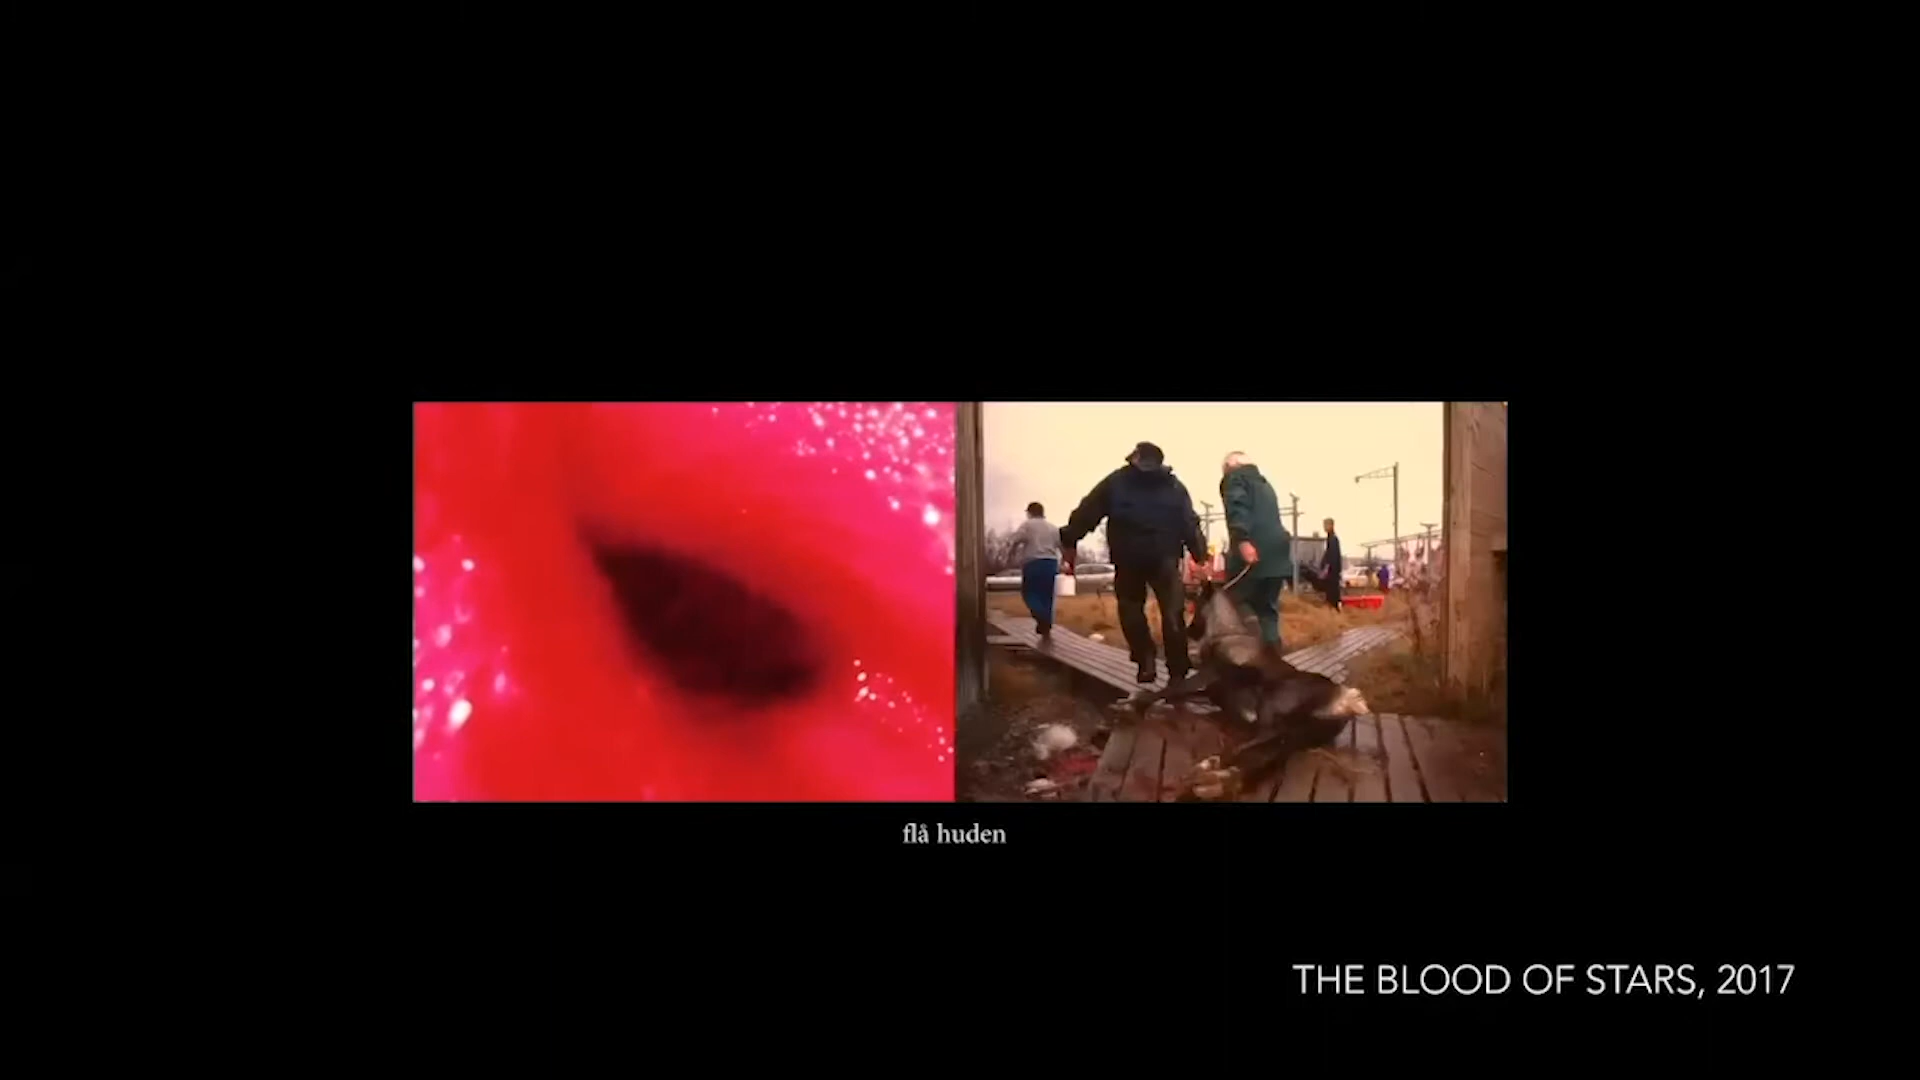 flå huden
THE BLOOD OF STARS, 2017